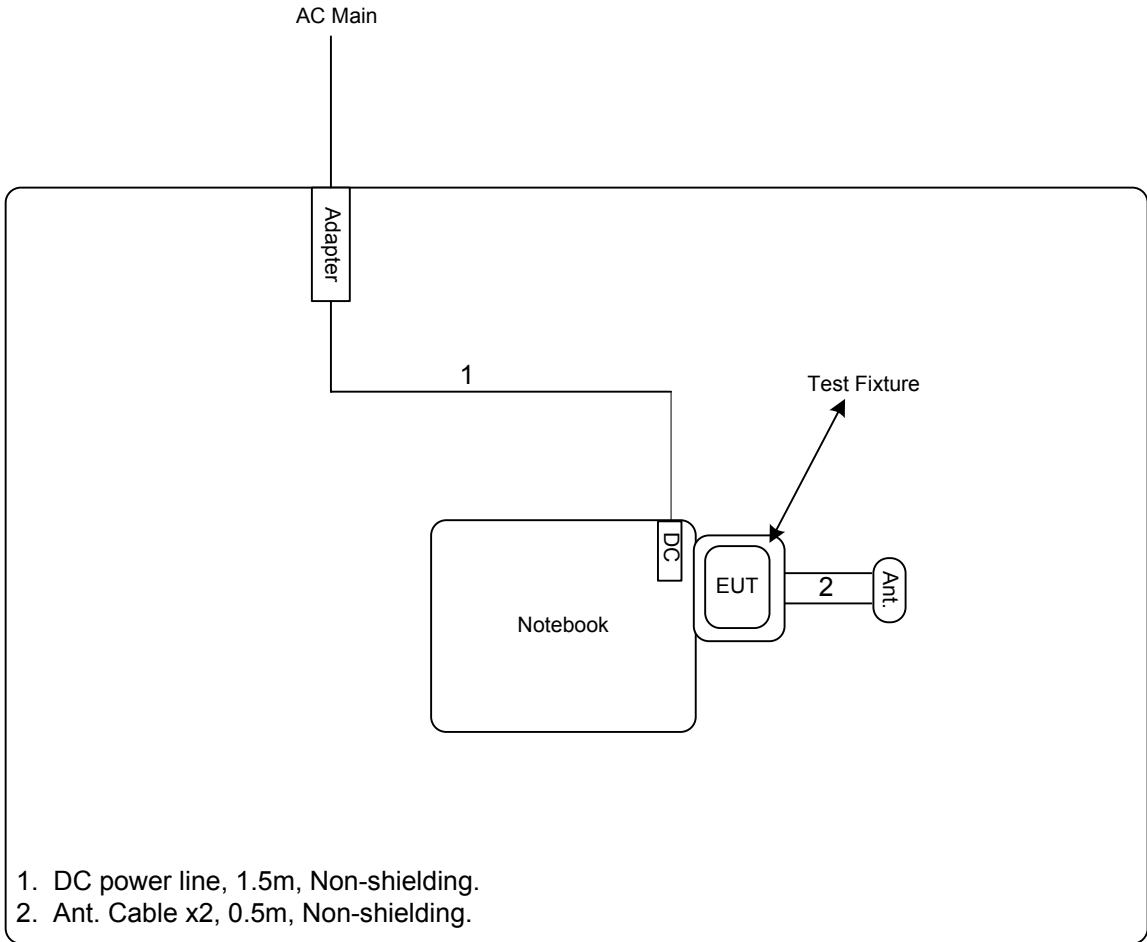 AC Main
Adapter
1
Test Fixture
DC
EUT
2
Ant.
Notebook
1. DC power line, 1.5m, Non-shielding.
2. Ant. Cable x2, 0.5m, Non-shielding.